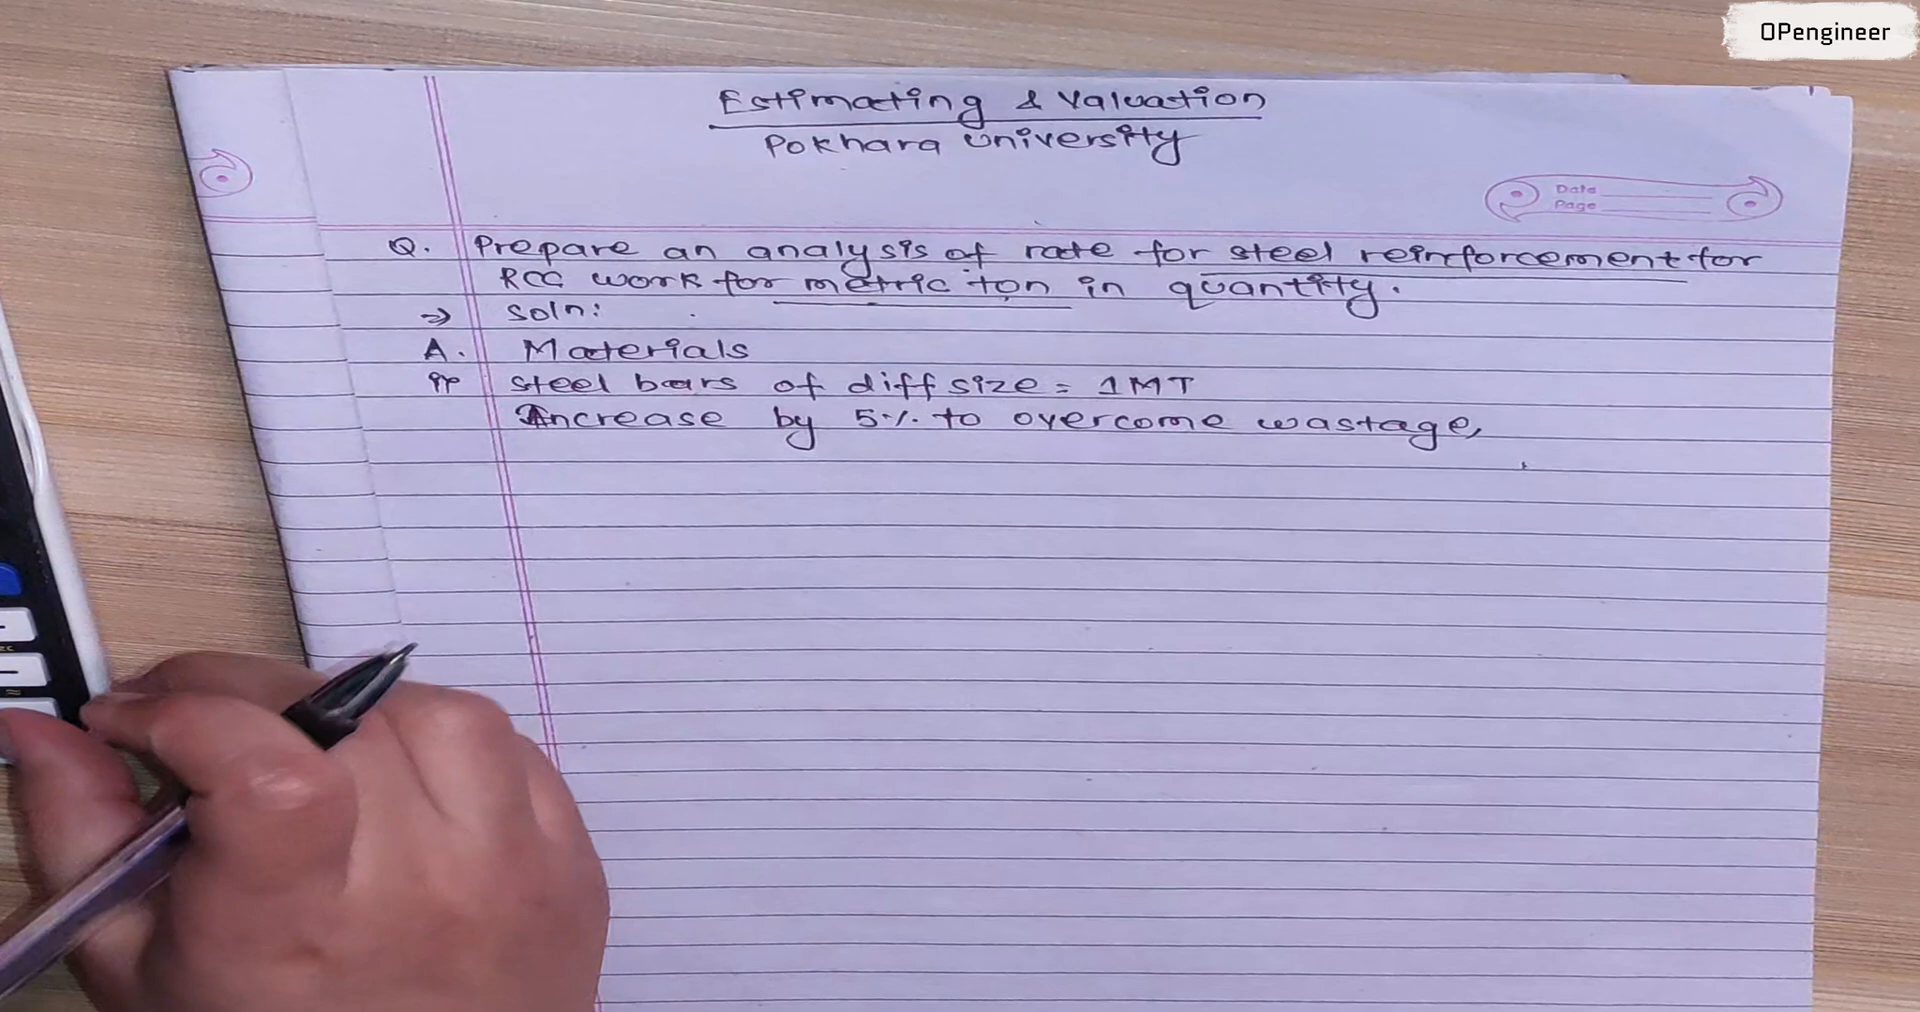 OPengineer
Estimating & Valuation
Pokhara University
Date
Page
Q. Prepare an analysis of rate for steel reinforcement for
RCC work for metric ton in quantity.
⇒ Soln:
A. Materials
steel bars of diff size = 1MT
Increase by 5% to overcome wastage,